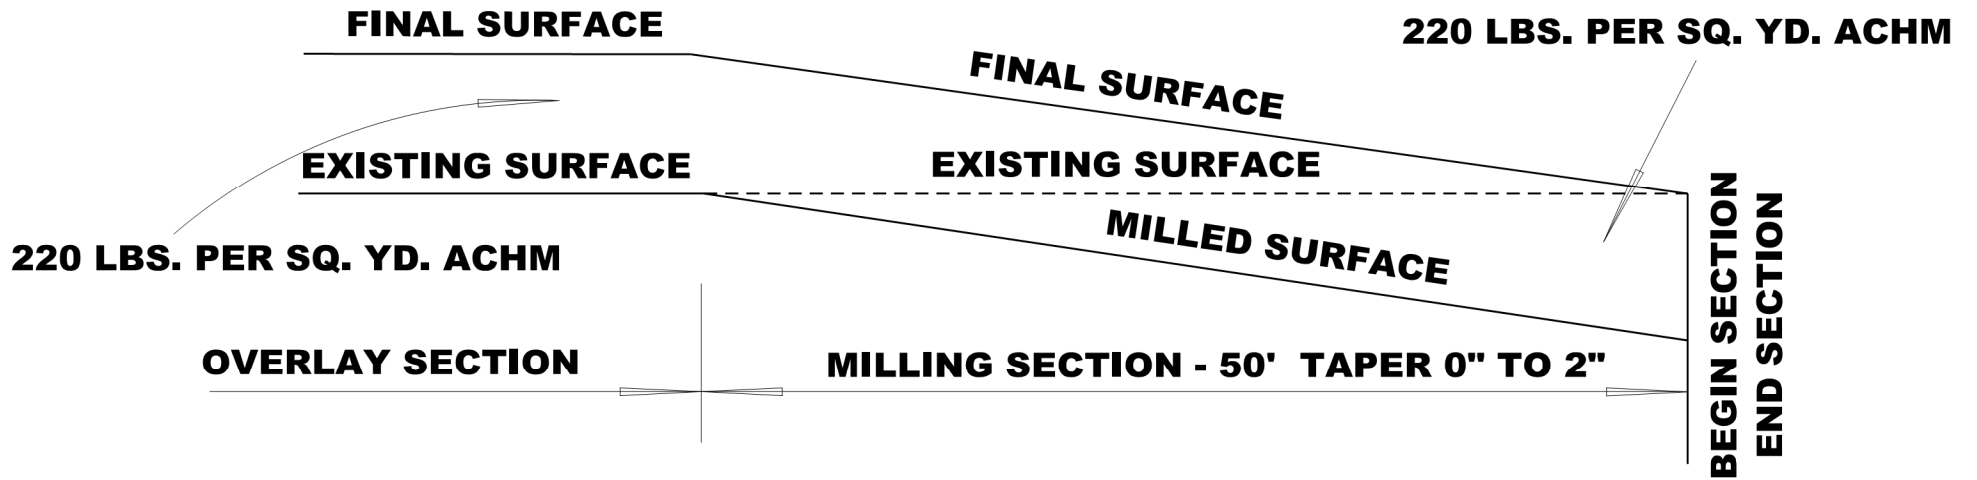 FINAL SURFACE
220 LBS. PER SQ. YD. ACHM
FINAL SURFACE
EXISTING SURFACE
EXISTING SURFACE
MILLED SURFACE
220 LBS. PER SQ. YD. ACHM
OVERLAY SECTION
MILLING SECTION - 50' TAPER 0" TO 2"
BEGIN SECTION
END SECTION